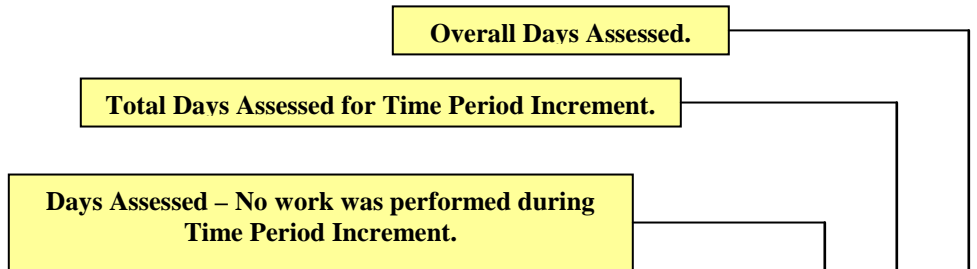 Overall Days Assessed.
Total Days Assessed for Time Period Increment.
Days Assessed – No work was performed during
Time Period Increment.